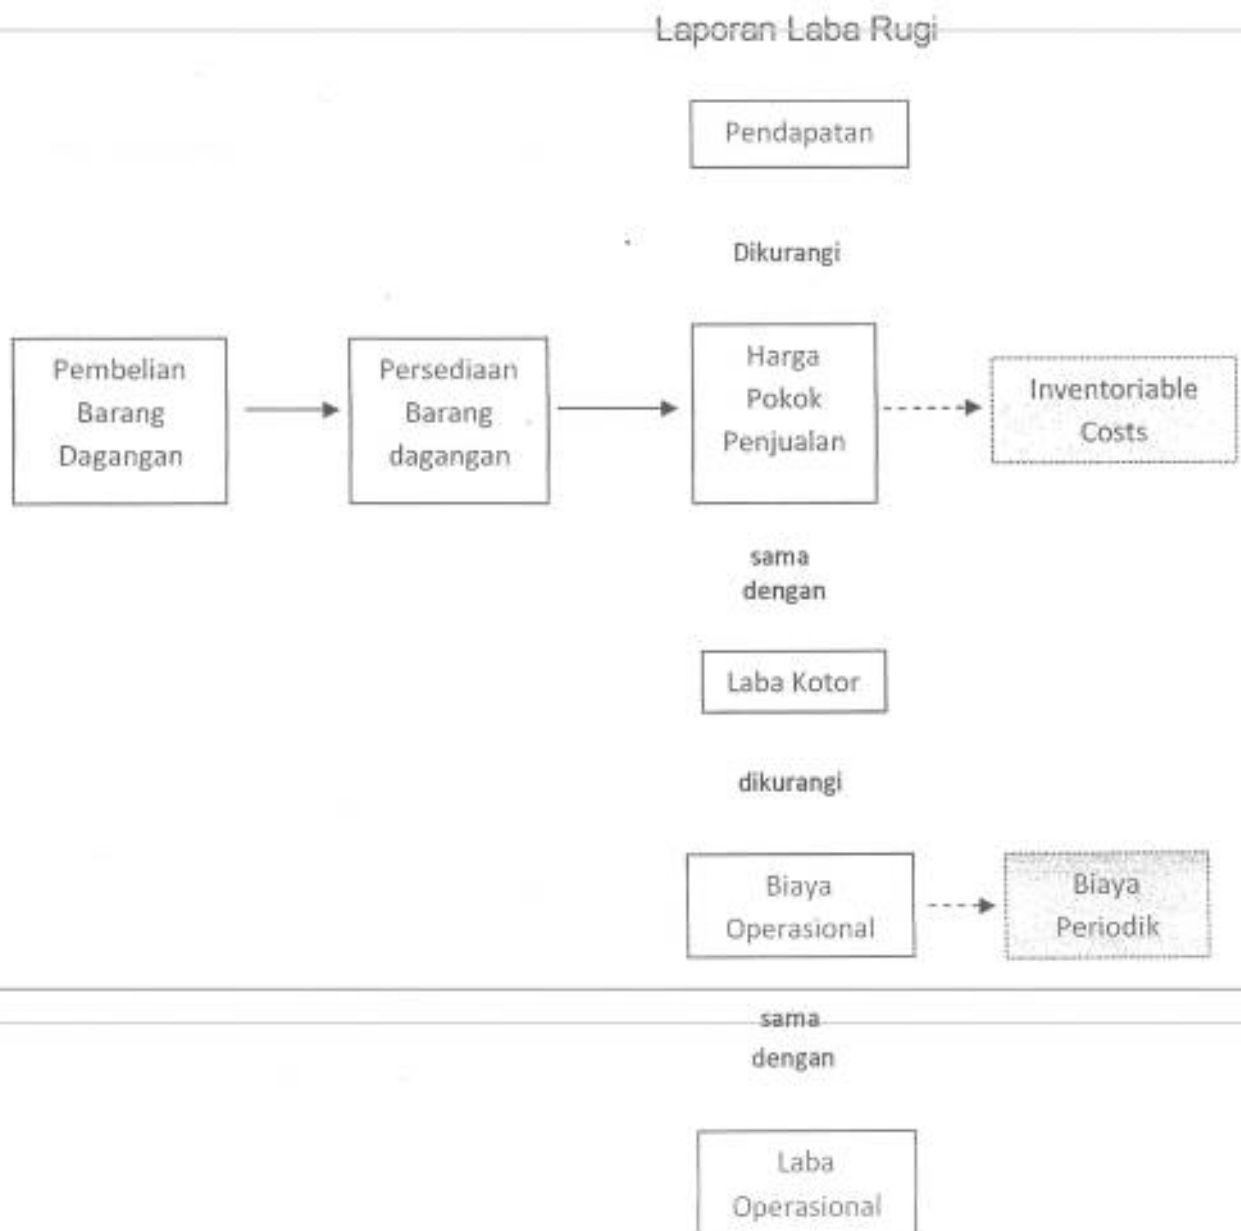 Laporan Laba Rugi
Pendapatan
Dikurangi
Pembelian
Barang
Dagangan
Persediaan
Barang
dagangan
Harga
Pokok
Penjualan
Inventoriable
Costs
sama
dengan
Laba Kotor
dikurangi
Biaya
Operasional
Biaya
Periodik
sama
dengan
Laba
Operasional